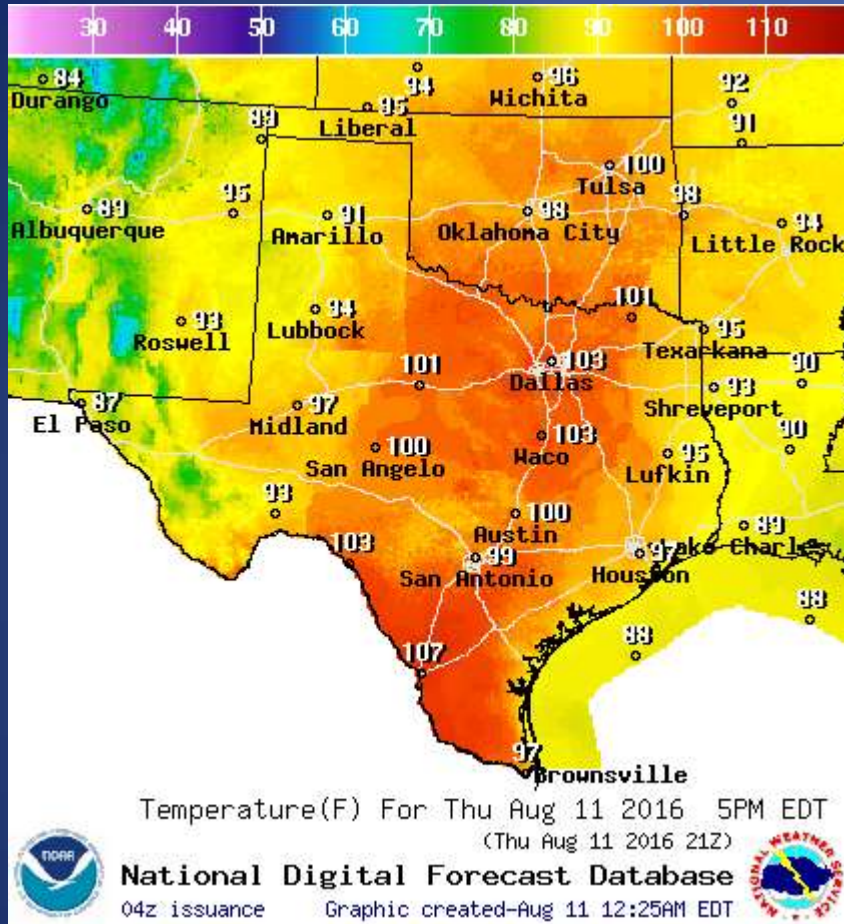 30 40 50 60 70 80 90 100 110
84
Durango
94
96
Wichita
92
95
Liberal
89
91
100
Tulsa
89
Albuquerque
95
91
Amarillo
98
Oklahoma City
98
94
Little Rock
93
Roswell
94
Lubbock
101
95
Texarkana
103
Dallas
101
93
Shreveport
90
87
El Paso
97
Midland
100
San Angelo
103
Waco
95
Lufkin
90
93
100
Austin
89
Lake Charles
103
99
San Antonio
Houston
88
88
107
97
Brownsville
Temperature(F) For Thu Aug 11 2016 5PM EDT
(Thu Aug 11 2016 21Z)
National Digital Forecast Database
04z issuance Graphic created-Aug 11 12:25AM EDT
NOAA
NATIONAL WEATHER SERVICE